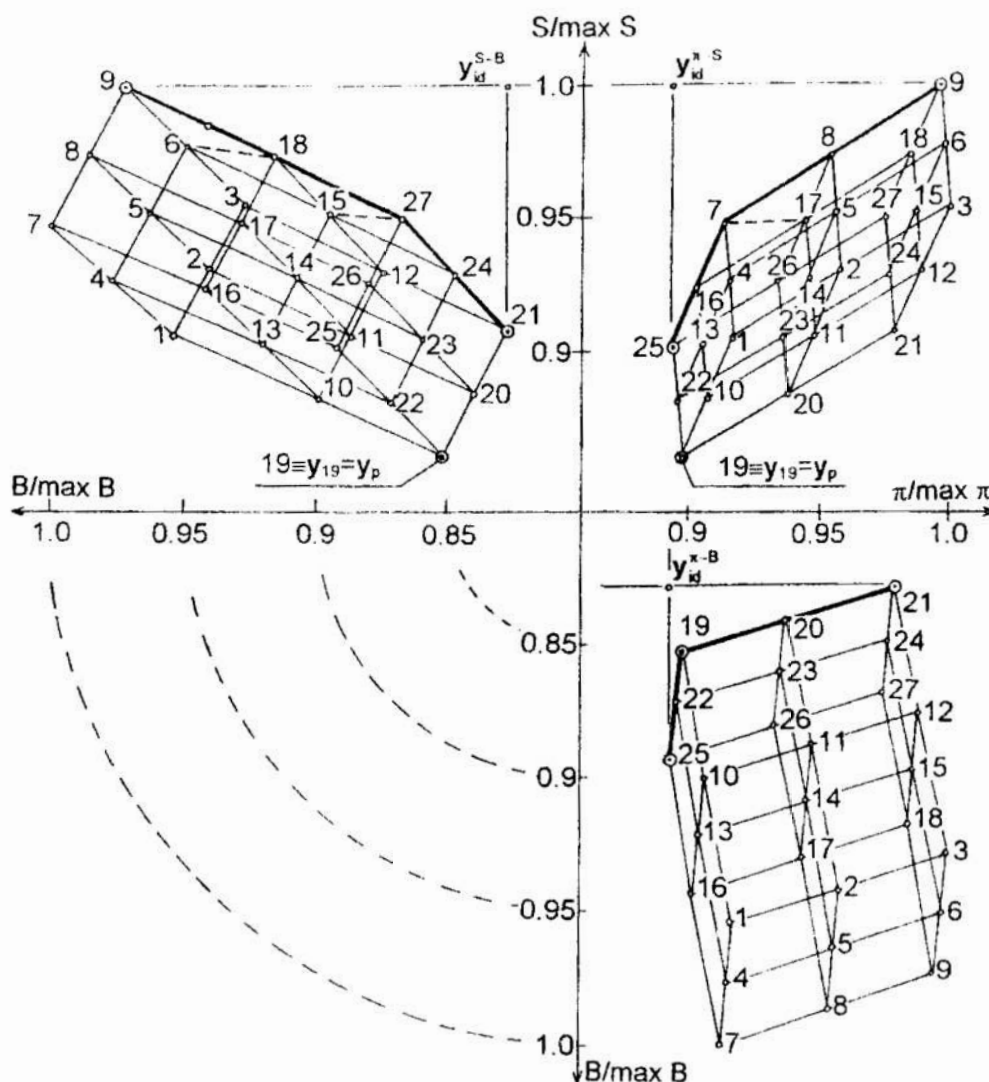 S/max S
9 y_id^S-B y_id^π-S 1.0 9
6 18 8 18 6
8
3 15 27 0.95 7 17 5 27 15 3
7 5 17
2 14 26 12 24 4 26 2 24 12
4 16 16 14
1 13 25 11 23 21 0.9 25 13 1 23 11 21
10 22 20 22 10 20
19≡y₁₉=y_p 19≡y₁₉=y_p
B/max B π/max π
1.0 0.95 0.9 0.85 0.9 0.95 1.0
y_id^π-B
21
0.85 19 20 24
22 23 27
26 12
0.9 25 10 11 15
13 14 18
16 17 3
0.95 1 2 6
4 5 9
1.0 7 8
B/max B